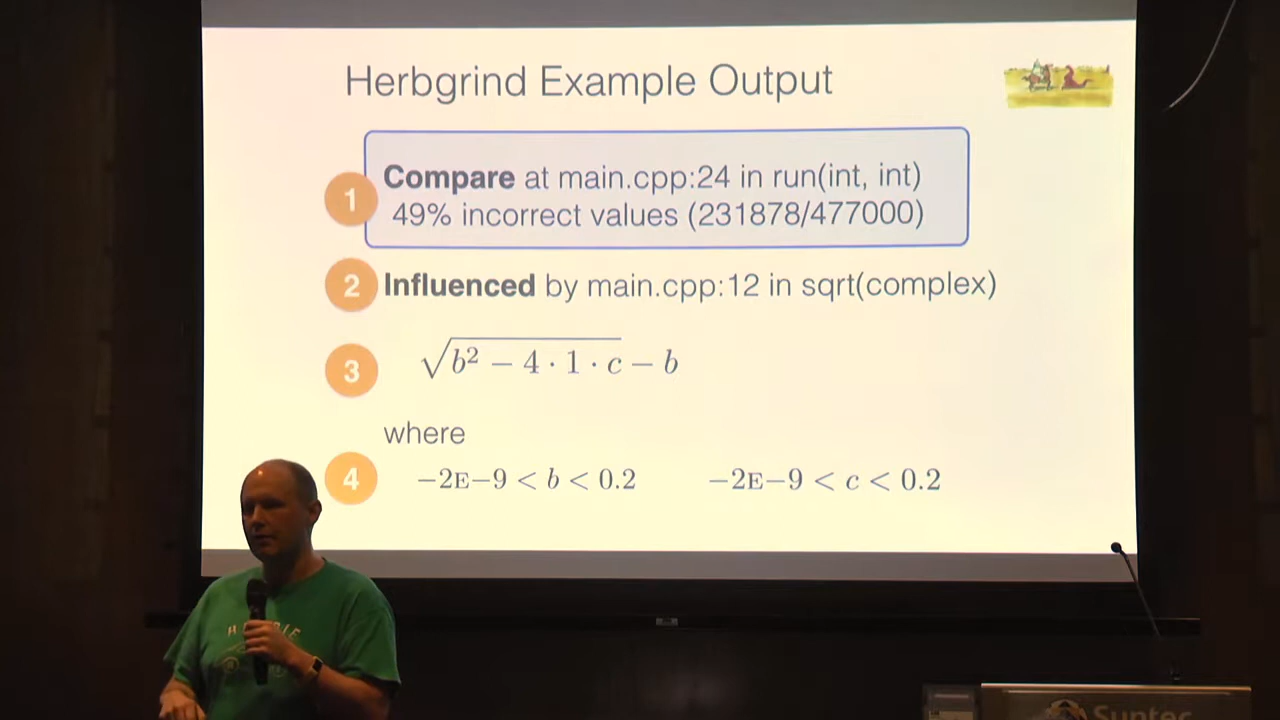 Herbgrind Example Output
1
Compare at main.cpp:24 in run(int, int)
49% incorrect values (231878/477000)
2 Influenced by main.cpp:12 in sqrt(complex)
3 √(b² − 4 · 1 · c) − b
where
4 −2E−9 < b < 0.2 −2E−9 < c < 0.2
Suntec